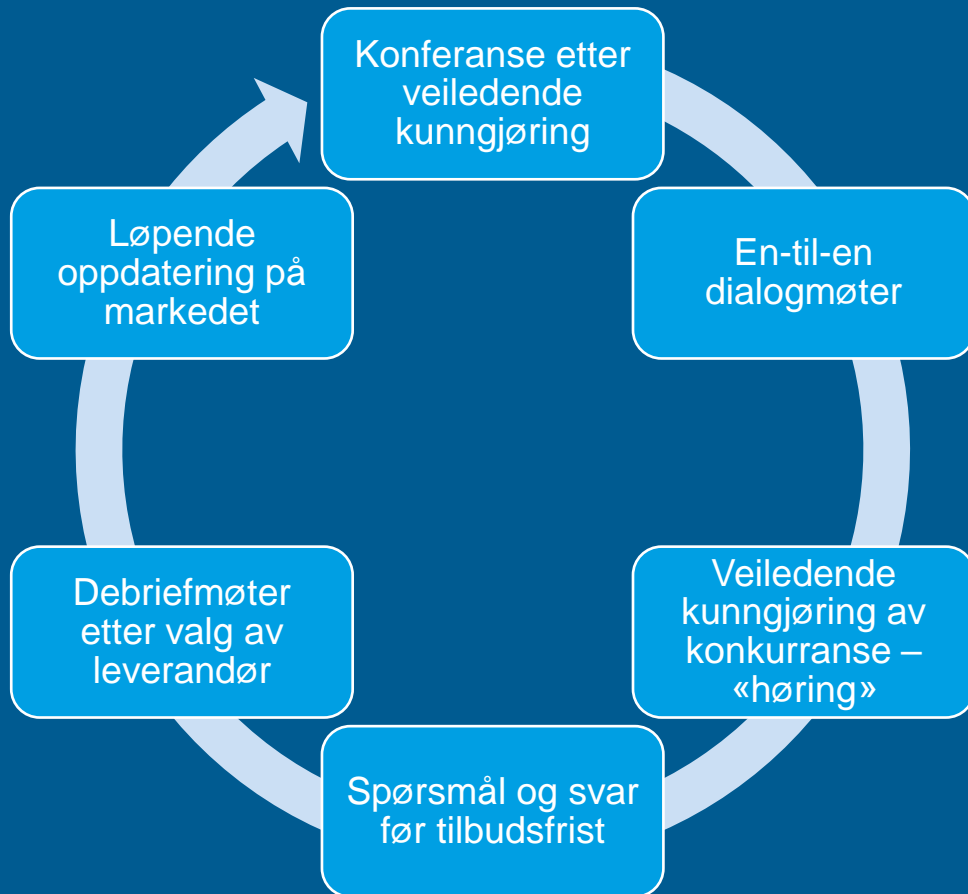 Konferanse etter
veiledende
kunngjøring
En-til-en
dialogmøter
Veiledende
kunngjøring av
konkurranse –
«høring»
Spørsmål og svar
før tilbudsfrist
Debriefmøter
etter valg av
leverandør
Løpende
oppdatering på
markedet